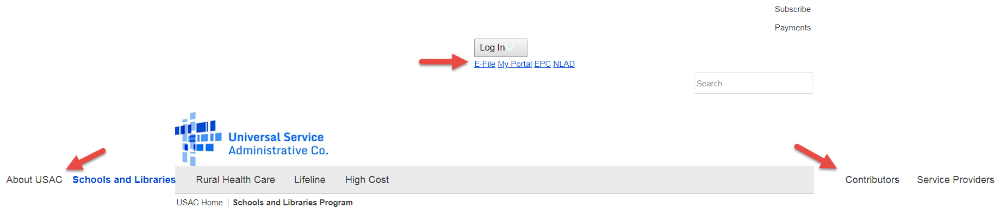 Subscribe
Payments
Log In
E-File My Portal EPC NLAD
Search
Universal Service
Administrative Co.
About USAC Schools and Libraries Rural Health Care Lifeline High Cost Contributors Service Providers
USAC Home Schools and Libraries Program